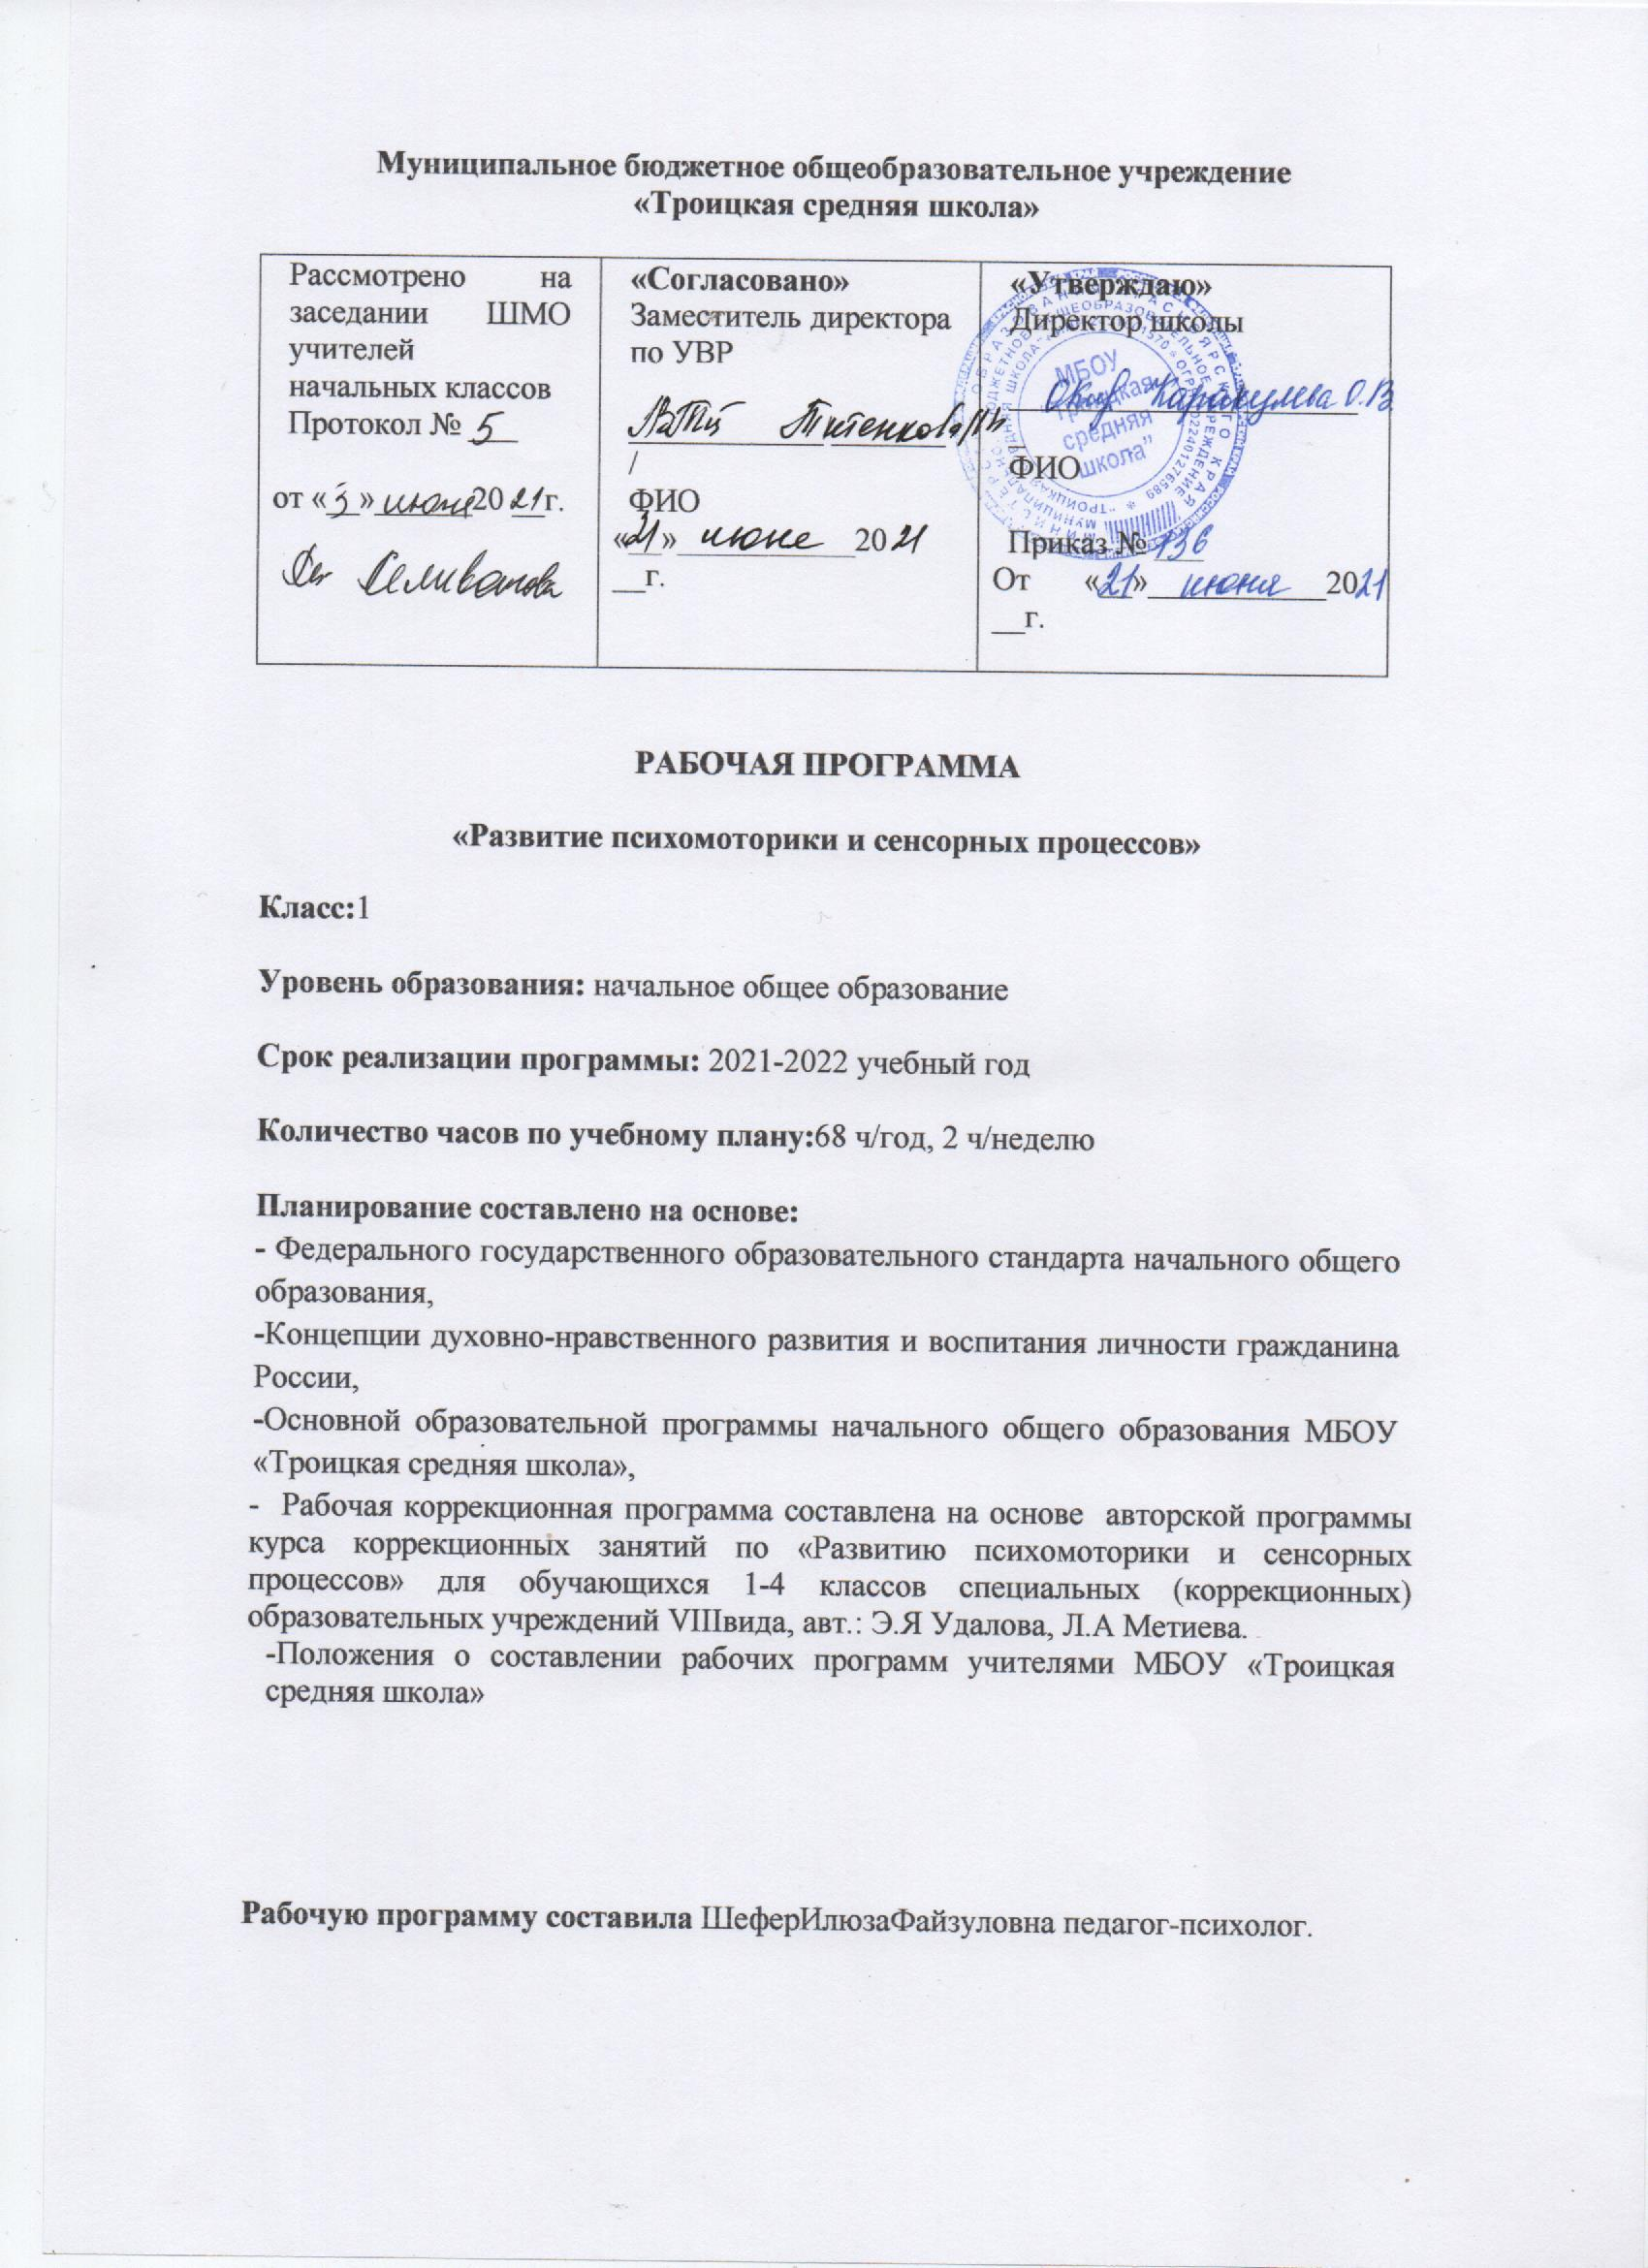 Муниципальное бюджетное общеобразовательное учреждение
«Троицкая средняя школа»
Рассмотрено на
заседании ШМО
учителей
начальных классов
Протокол № 5
от «3» июня 2021г.
Селиванова
«Согласовано»
Заместитель директора
по УВР
Титенкова
/
ФИО
«21» июне 2021
__г.
«Утверждаю»
Директор школы
Каракулева О.В.
ФИО
Приказ № 136
От «21» июня 2021
__г.
МБОУ
"Троицкая
средняя
школа"
РАБОЧАЯ ПРОГРАММА
«Развитие психомоторики и сенсорных процессов»
Класс:1
Уровень образования: начальное общее образование
Срок реализации программы: 2021-2022 учебный год
Количество часов по учебному плану:68 ч/год, 2 ч/неделю
Планирование составлено на основе:
- Федерального государственного образовательного стандарта начального общего
образования,
-Концепции духовно-нравственного развития и воспитания личности гражданина
России,
-Основной образовательной программы начального общего образования МБОУ
«Троицкая средняя школа»,
- Рабочая коррекционная программа составлена на основе авторской программы
курса коррекционных занятий по «Развитию психомоторики и сенсорных
процессов» для обучающихся 1-4 классов специальных (коррекционных)
образовательных учреждений VIIIвида, авт.: Э.Я Удалова, Л.А Метиева.
-Положения о составлении рабочих программ учителями МБОУ «Троицкая
средняя школа»
Рабочую программу составила ШеферИлюзаФайзуловна педагог-психолог.